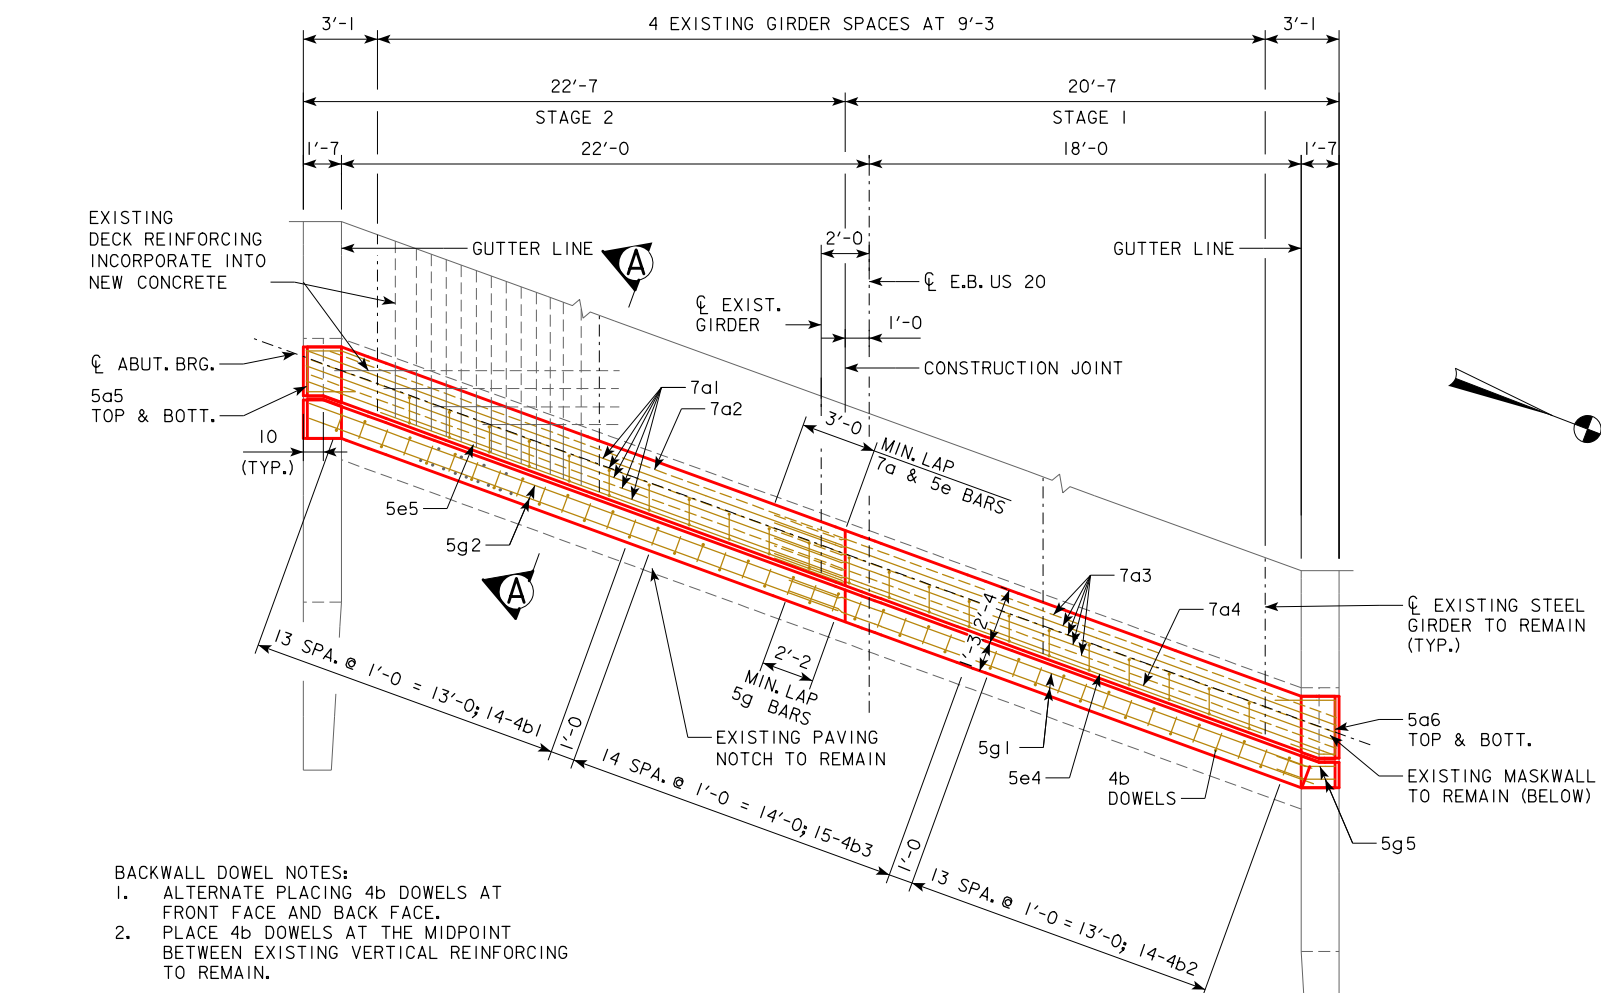 3'-1
4 EXISTING GIRDER SPACES AT 9'-3
3'-1
22'-7
20'-7
STAGE 2
STAGE 1
1'-7
22'-0
18'-0
1'-7
EXISTING
DECK REINFORCING
INCORPORATE INTO
NEW CONCRETE
GUTTER LINE
A
2'-0
GUTTER LINE
℄ E.B. US 20
℄ EXIST.
GIRDER
1'-0
℄ ABUT. BRG.
CONSTRUCTION JOINT
5a5
TOP & BOTT.
7a1
7a2
3'-0
MIN. LAP
7a & 5e BARS
10
(TYP.)
5e5
5g2
A
7a3
7a4
2'-4
1'-3
℄ EXISTING STEEL
GIRDER TO REMAIN
(TYP.)
13 SPA. @ 1'-0 = 13'-0; 14-4b1
1'-0
2'-2
MIN. LAP
5g BARS
EXISTING PAVING
NOTCH TO REMAIN
5g1
5e4
4b
DOWELS
5a6
TOP & BOTT.
EXISTING MASKWALL
TO REMAIN (BELOW)
5g5
14 SPA. @ 1'-0 = 14'-0; 15-4b3
1'-0
13 SPA. @ 1'-0 = 13'-0; 14-4b2
BACKWALL DOWEL NOTES:
1. ALTERNATE PLACING 4b DOWELS AT
FRONT FACE AND BACK FACE.
2. PLACE 4b DOWELS AT THE MIDPOINT
BETWEEN EXISTING VERTICAL REINFORCING
TO REMAIN.